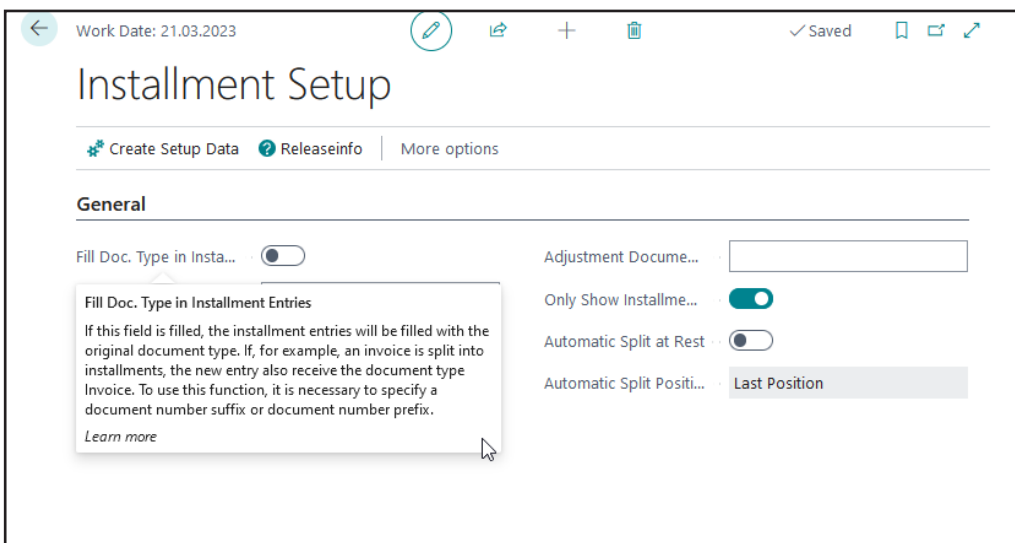 Work Date: 21.03.2023
Saved
Installment Setup
Create Setup Data Releaseinfo More options
General
Fill Doc. Type in Insta...
Adjustment Docume...
Fill Doc. Type in Installment Entries
If this field is filled, the installment entries will be filled with the
original document type. If, for example, an invoice is split into
installments, the new entry also receive the document type
Invoice. To use this function, it is necessary to specify a
document number suffix or document number prefix.
Learn more
Only Show Installme...
Automatic Split at Rest
Automatic Split Positi... Last Position